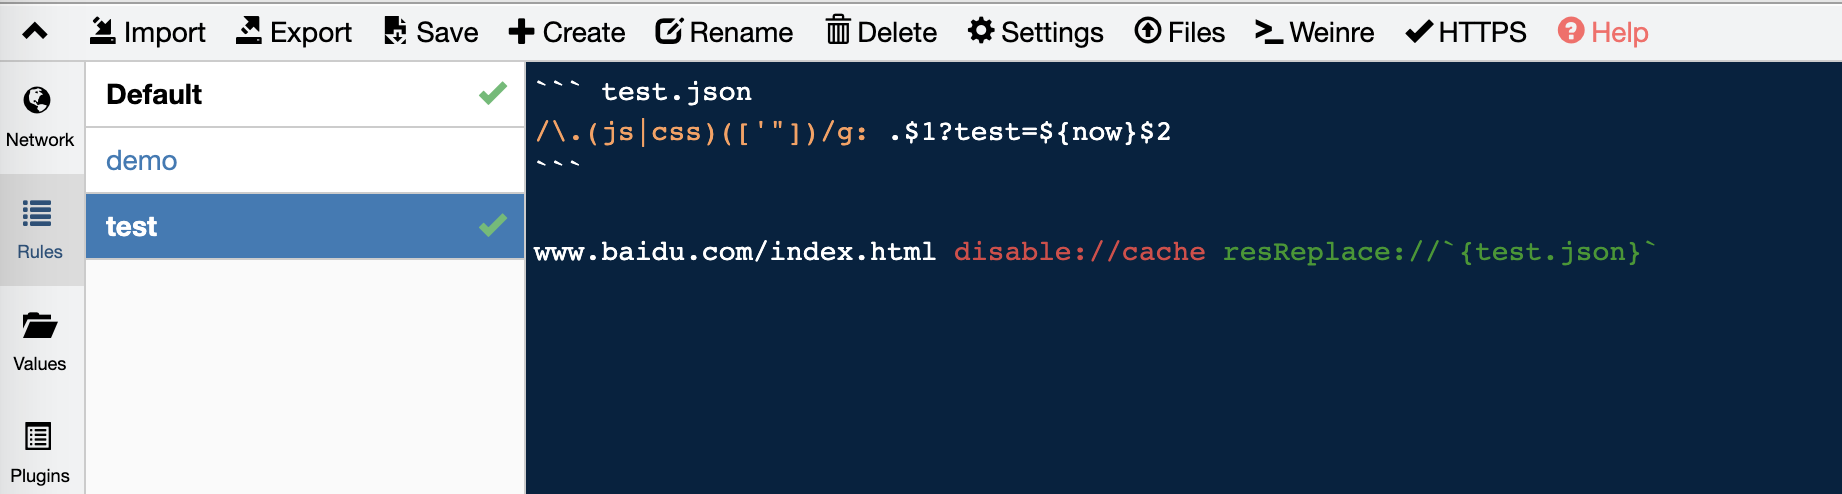 Import Export Save Create Rename Delete Settings Files Weinre HTTPS Help
Network
Rules
Values
Plugins
Default
demo
test
``` test.json
/\.(js|css)(['"])/g: .$1?test=${now}$2
```
www.baidu.com/index.html disable://cache resReplace://`{test.json}`